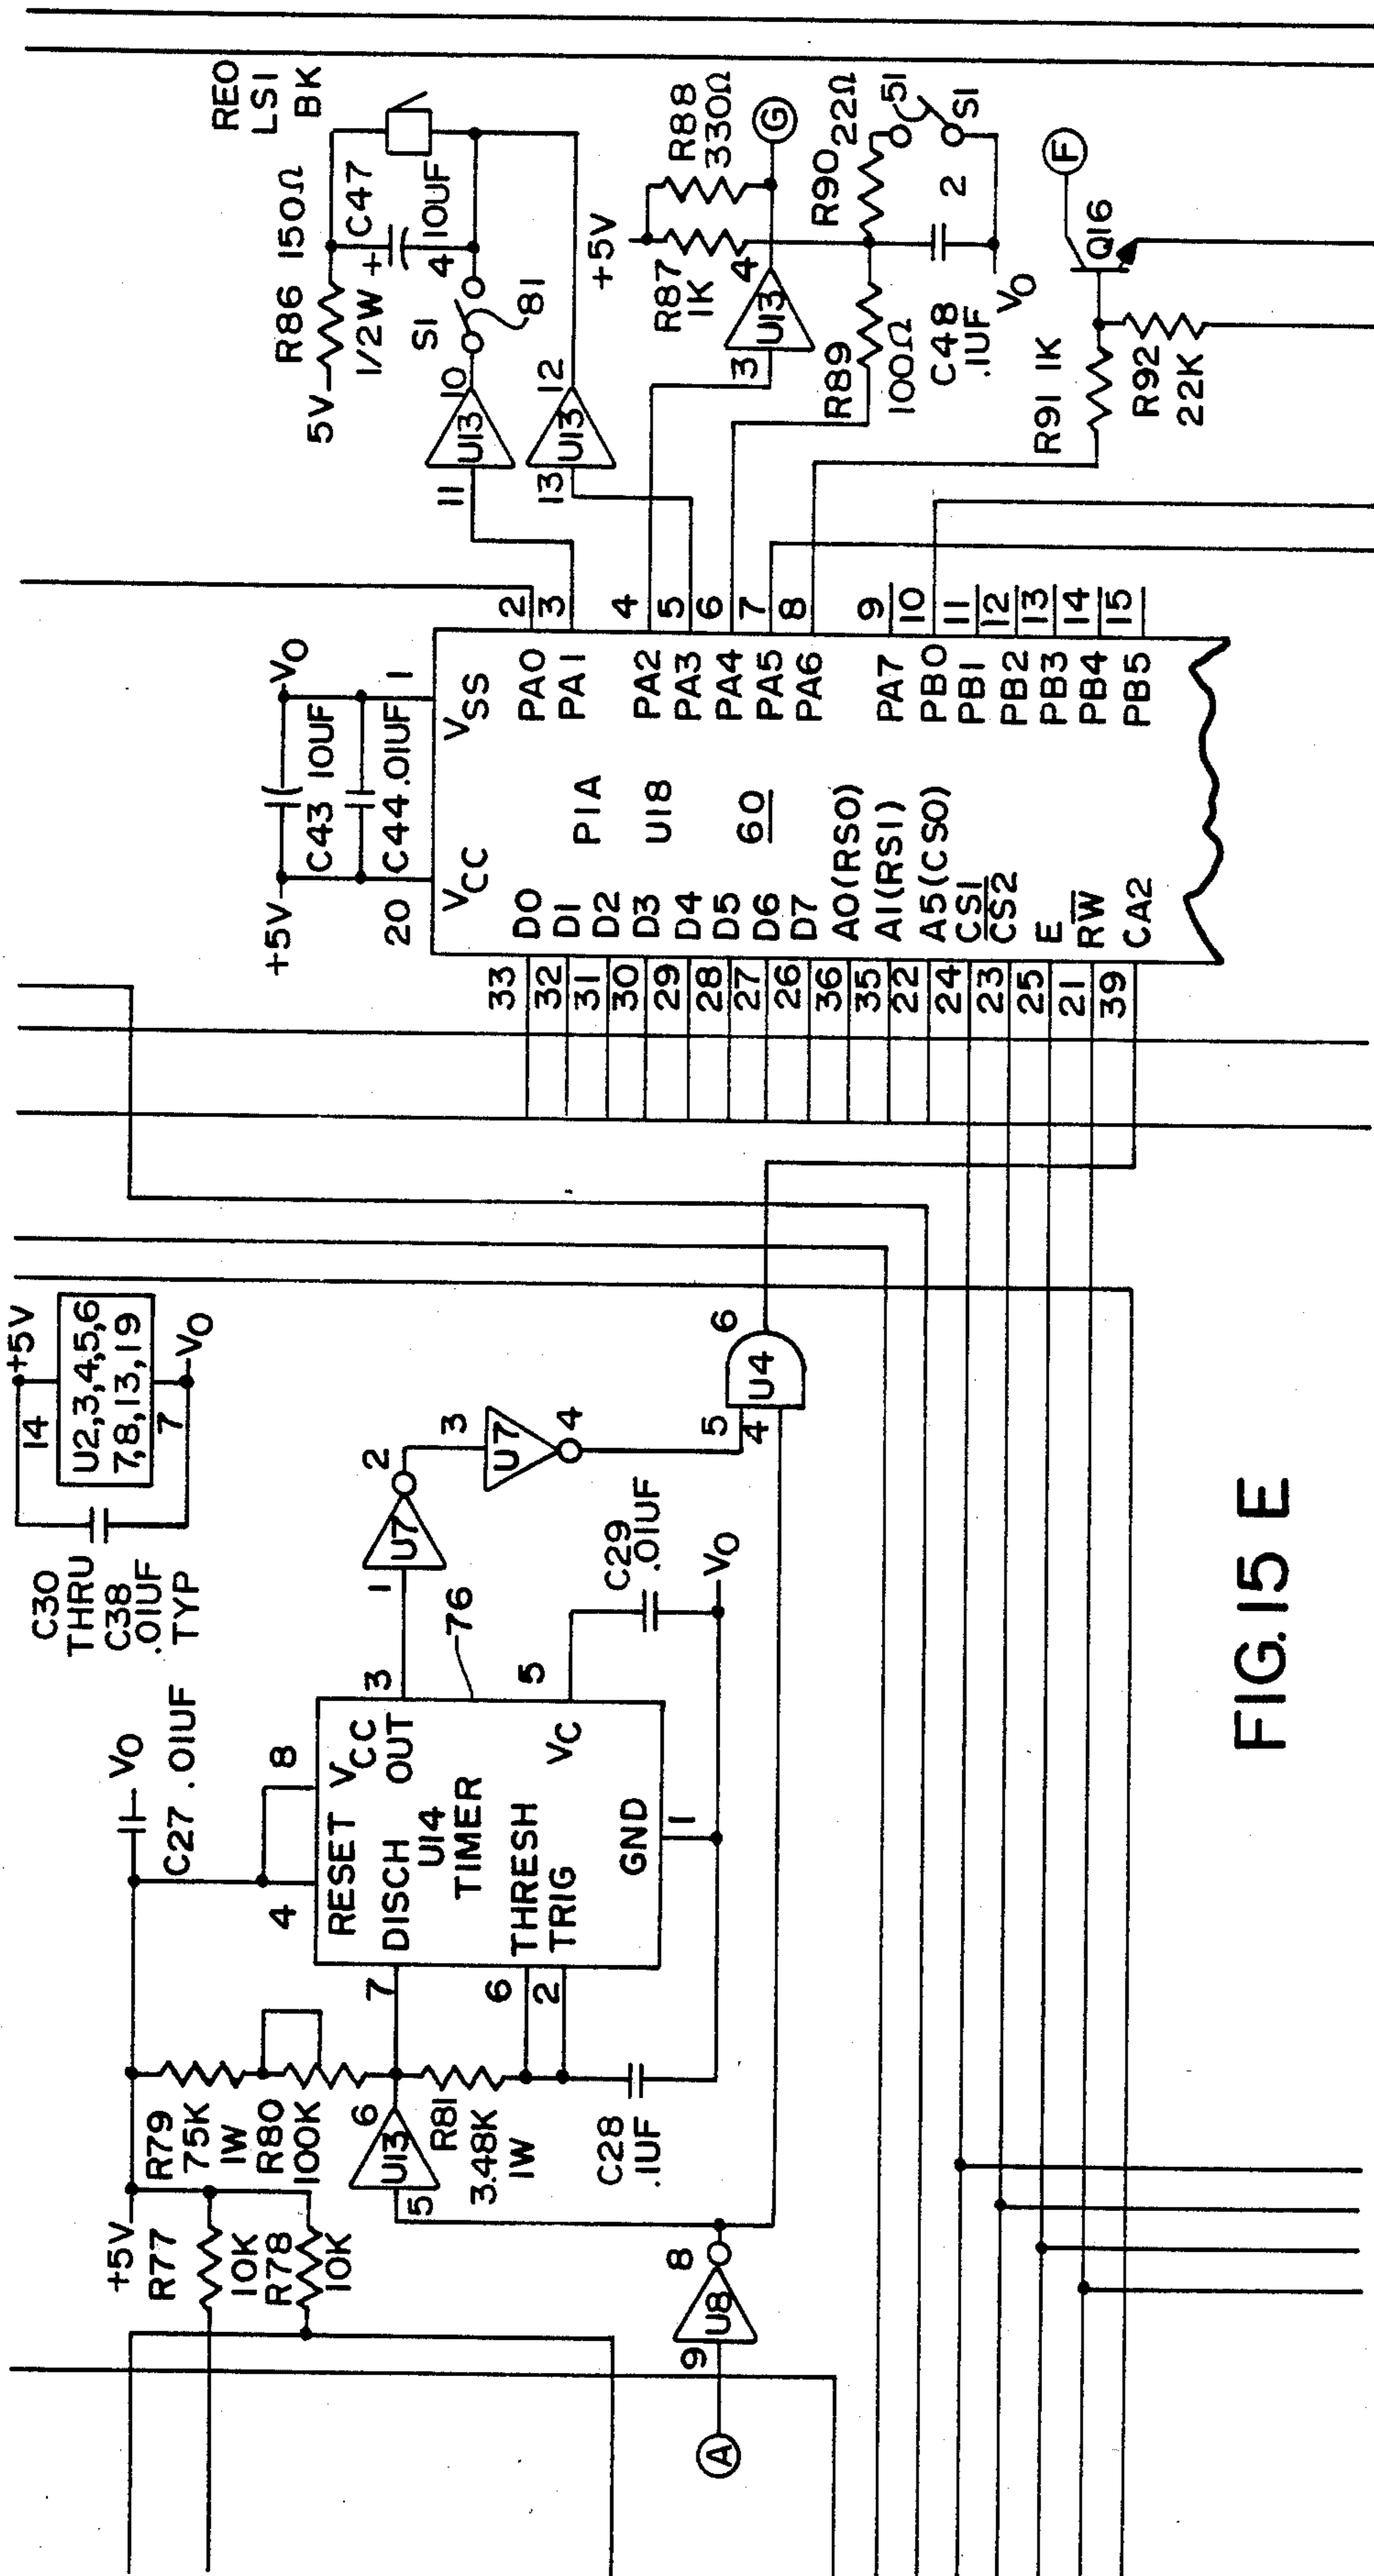 REO
LS1
BK
R86 150Ω
1/2W
5V
+
C47
10UF
4
S1
81
U13
11
10
U13
13
12
+5V
R87
1K
R88
330Ω
U13
3
4
G
R89
100Ω
R90
22Ω
51
S1
2
C48
.1UF
VO
R91 1K
R92
22K
Q16
F
+5V
VO
C43 10UF
C44 .01UF
20
1
VCC
VSS
PIA
U18
60
D0
D1
D2
D3
D4
D5
D6
D7
A0(RS0)
A1(RS1)
A5(CS0)
CS1
C̅S̅2̅
E
RW̅
CA2
33
32
31
30
29
28
27
26
36
35
22
24
23
25
21
39
PA0
PA1
PA2
PA3
PA4
PA5
PA6
PA7
PB0
PB1
PB2
PB3
PB4
PB5
2
3
4
5
6
7
8
9
10
11
12
13
14
15
+5V
14
U2,3,4,5,6
7,8,13,19
7
VO
C30
THRU
C38
.01UF
TYP
C27 .01UF
VO
4
8
RESET
VCC
DISCH
OUT
U14
TIMER
THRESH
TRIG
VC
GND
7
6
2
3
5
1
76
U7
1
2
U7
3
4
U4
5
4
6
C29
.01UF
VO
+5V
R77
10K
R78
10K
R79
75K
1W
R80
100K
U13
5
6
R81
3.48K
1W
C28
.1UF
U8
9
8
A
FIG.15 E